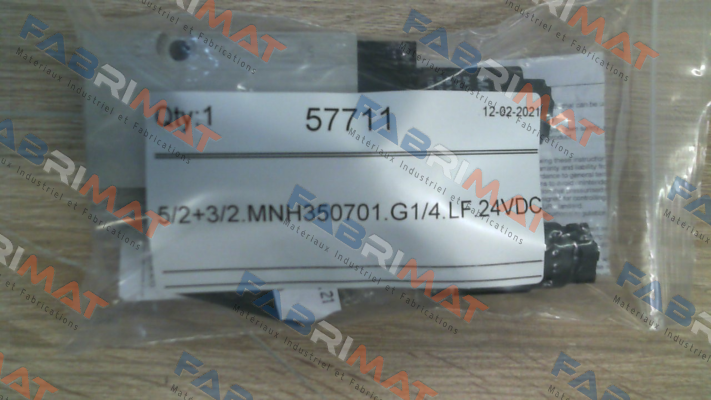 Qty:1 57711 12-02-2021
5/2+3/2.MNH350701.G1/4.LF.24VDC
21
FABRIMAT
Materiaux Industriel et Fabrications